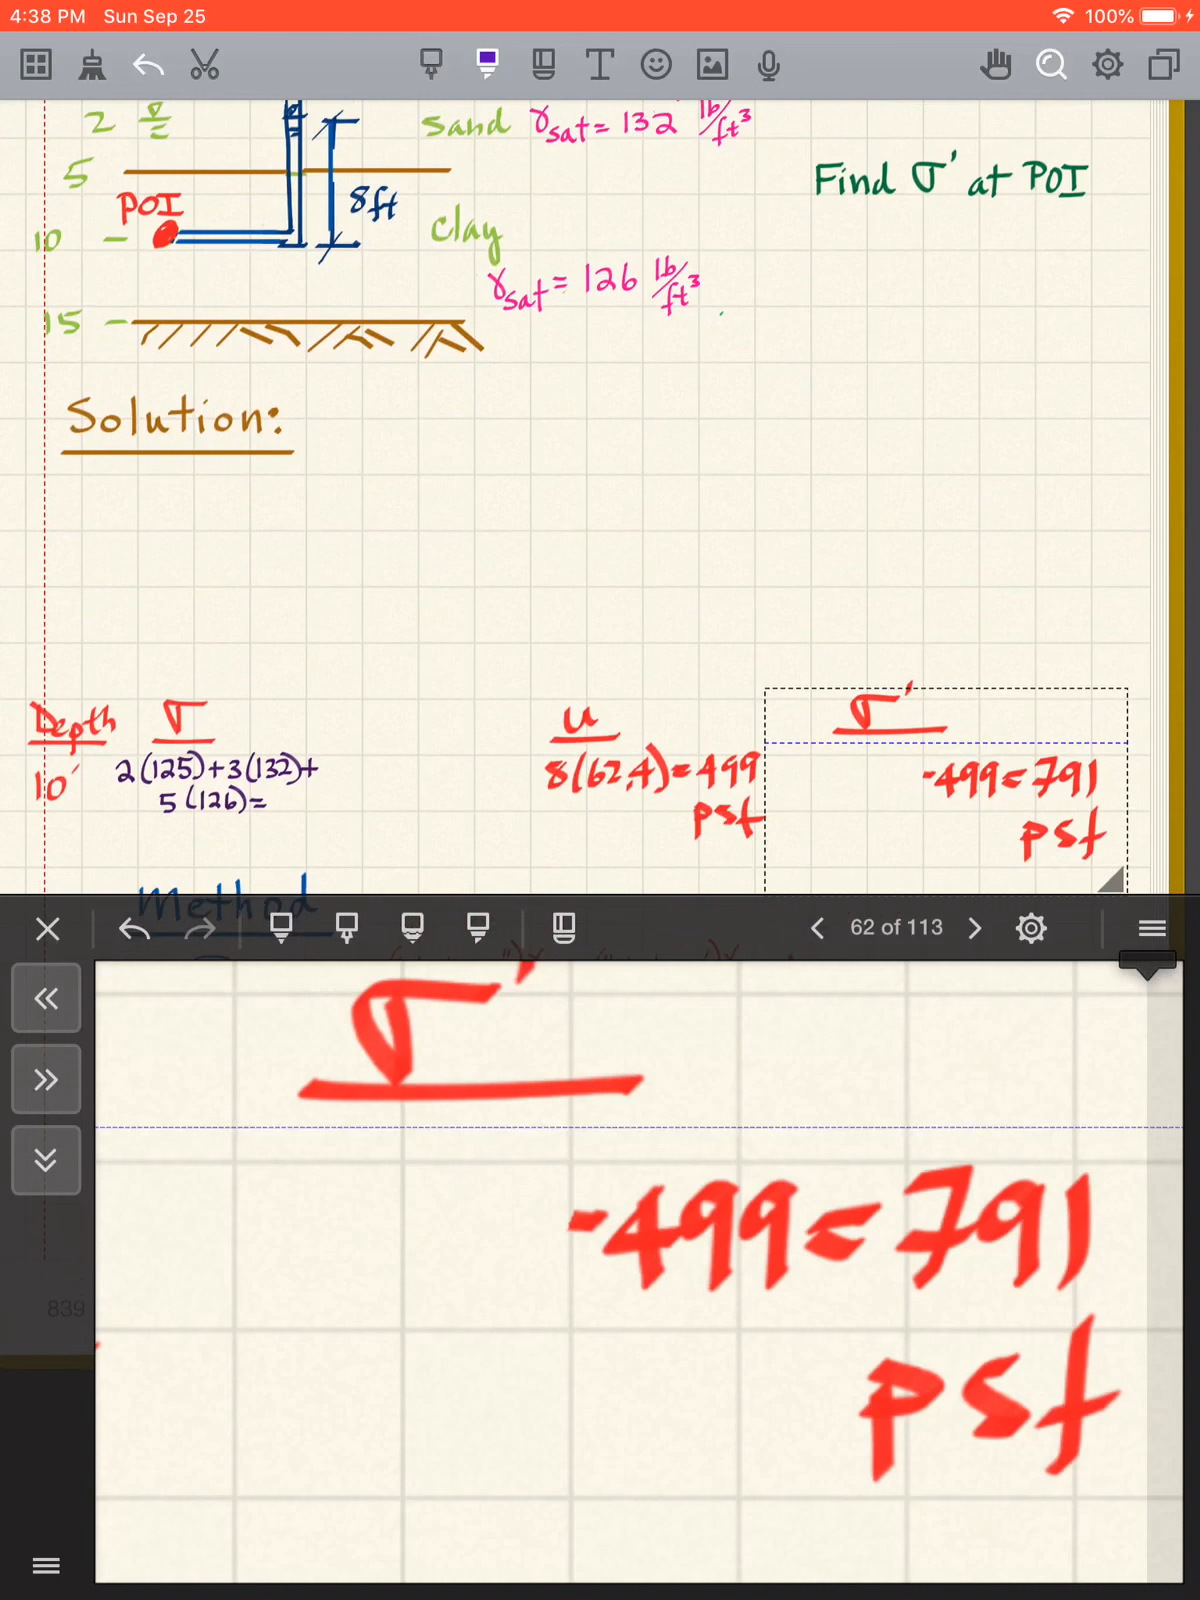 4:38 PM Sun Sep 25 100%
2
sand γsat = 132 lb/ft³
5
Find σ' at POI
POI
8ft
10
clay
γsat = 126 lb/ft³
15
Solution:
Depth σ u σ'
10' 2(125)+3(132)+ 8(62.4)=499 -499=791
5(126)= psf psf
Method
62 of 113
σ'
-499=791
839
psf